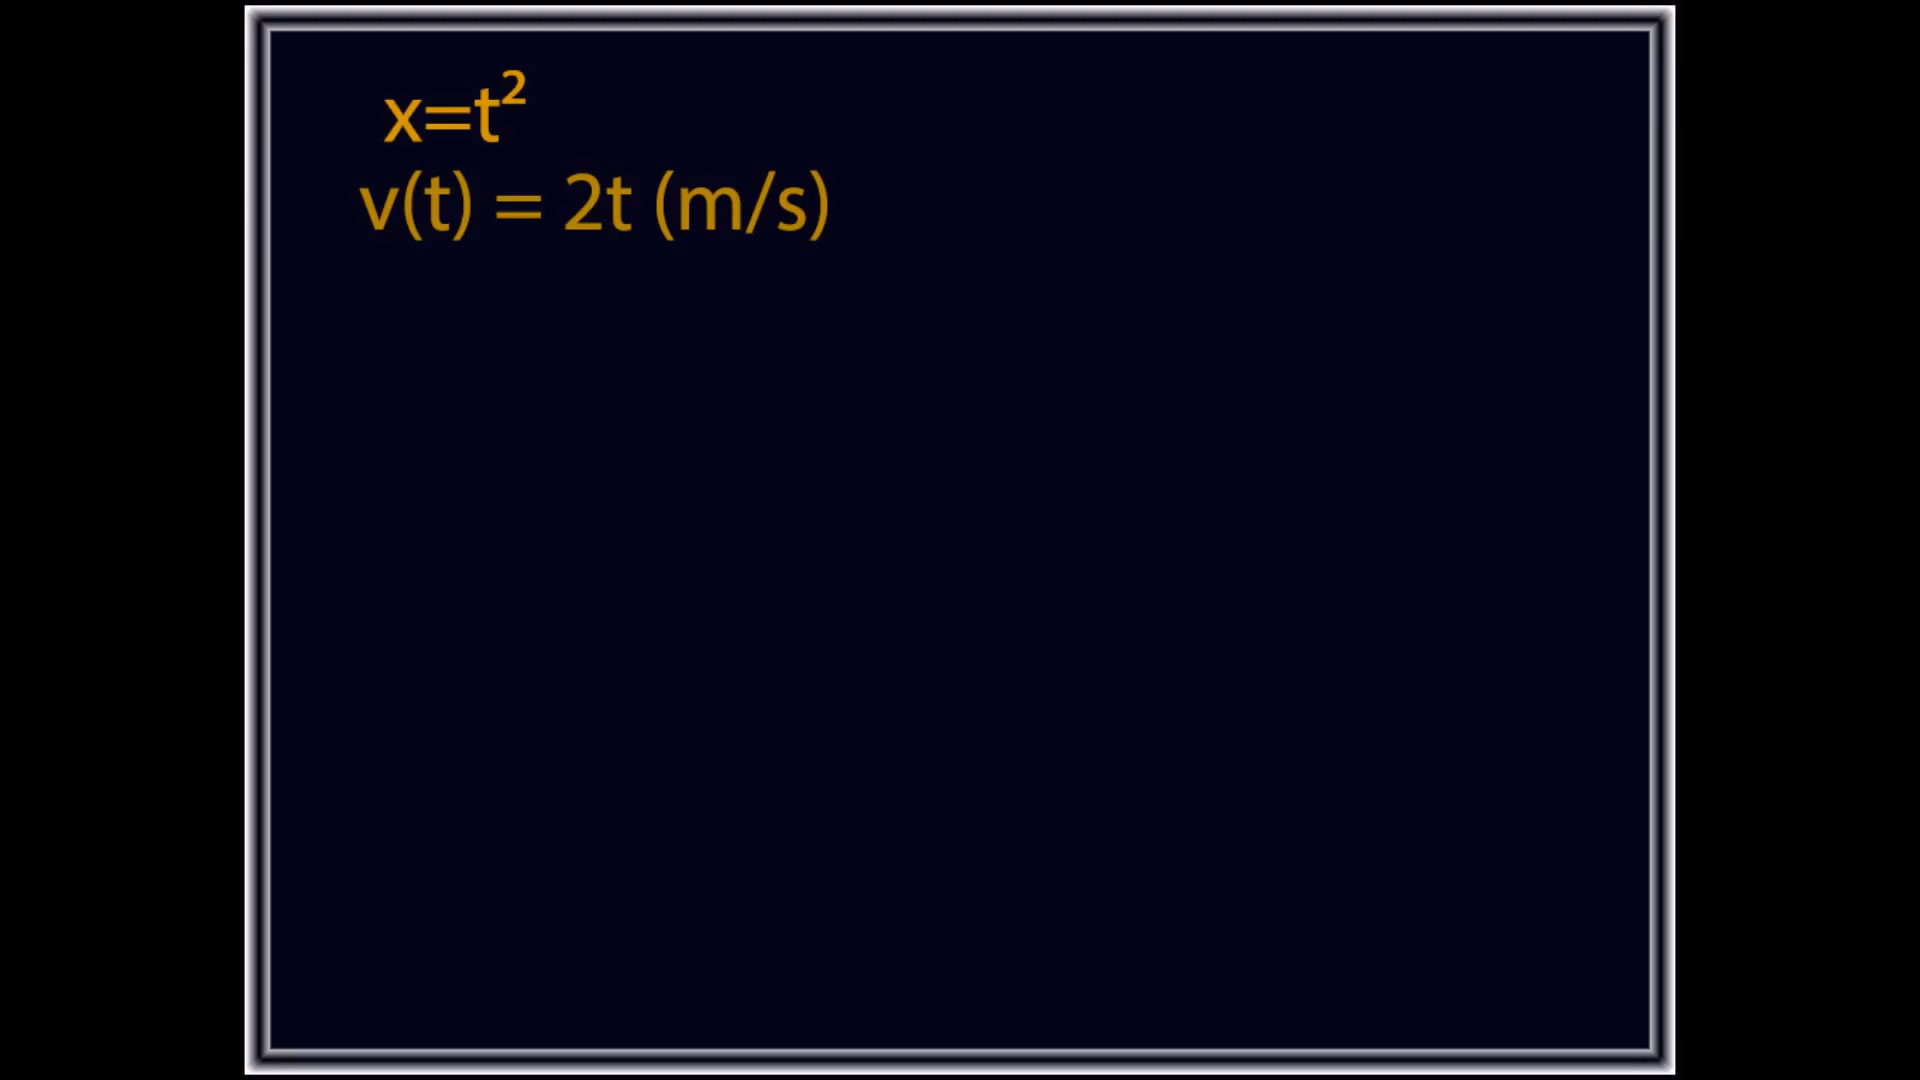 x=t²
v(t) = 2t (m/s)